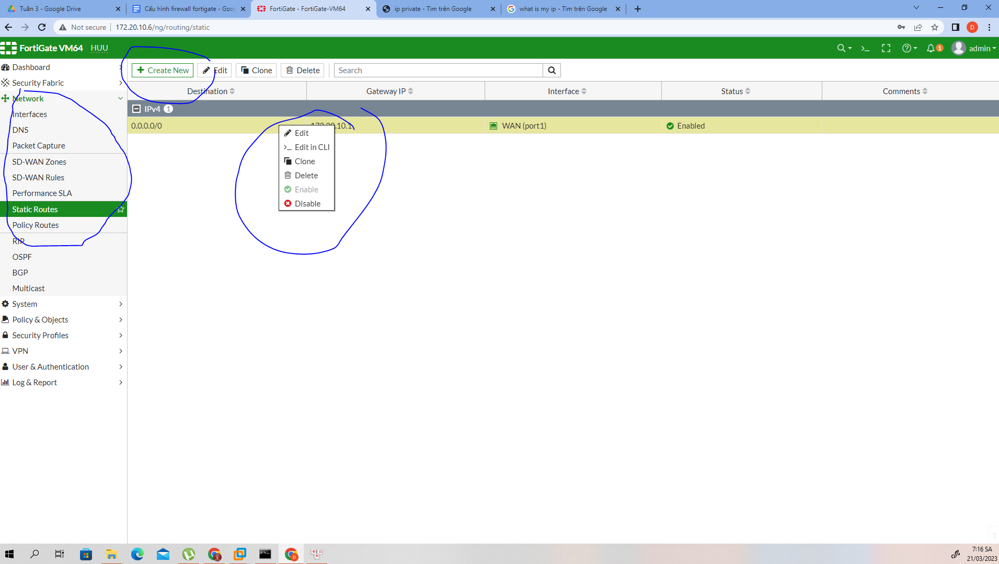 Tuần 3 - Google Drive
Cấu hình firewall fortigate - Goog
FortiGate - FortiGate-VM64
ip private - Tìm trên Google
what is my ip - Tìm trên Google
Not secure
172.20.10.6/ng/routing/static
D
FortiGate VM64
HUU
1
admin
Dashboard
Security Fabric
Network
Interfaces
DNS
Packet Capture
SD-WAN Zones
SD-WAN Rules
Performance SLA
Static Routes
Policy Routes
RIP
OSPF
BGP
Multicast
System
Policy & Objects
Security Profiles
VPN
User & Authentication
Log & Report
Create New
Edit
Clone
Delete
Search
Destination
Gateway IP
Interface
Status
Comments
IPv4 1
0.0.0.0/0
172.20.10.1
WAN (port1)
Enabled
Edit
Edit in CLI
Clone
Delete
Enable
Disable
1
7:16 SA
21/03/2023